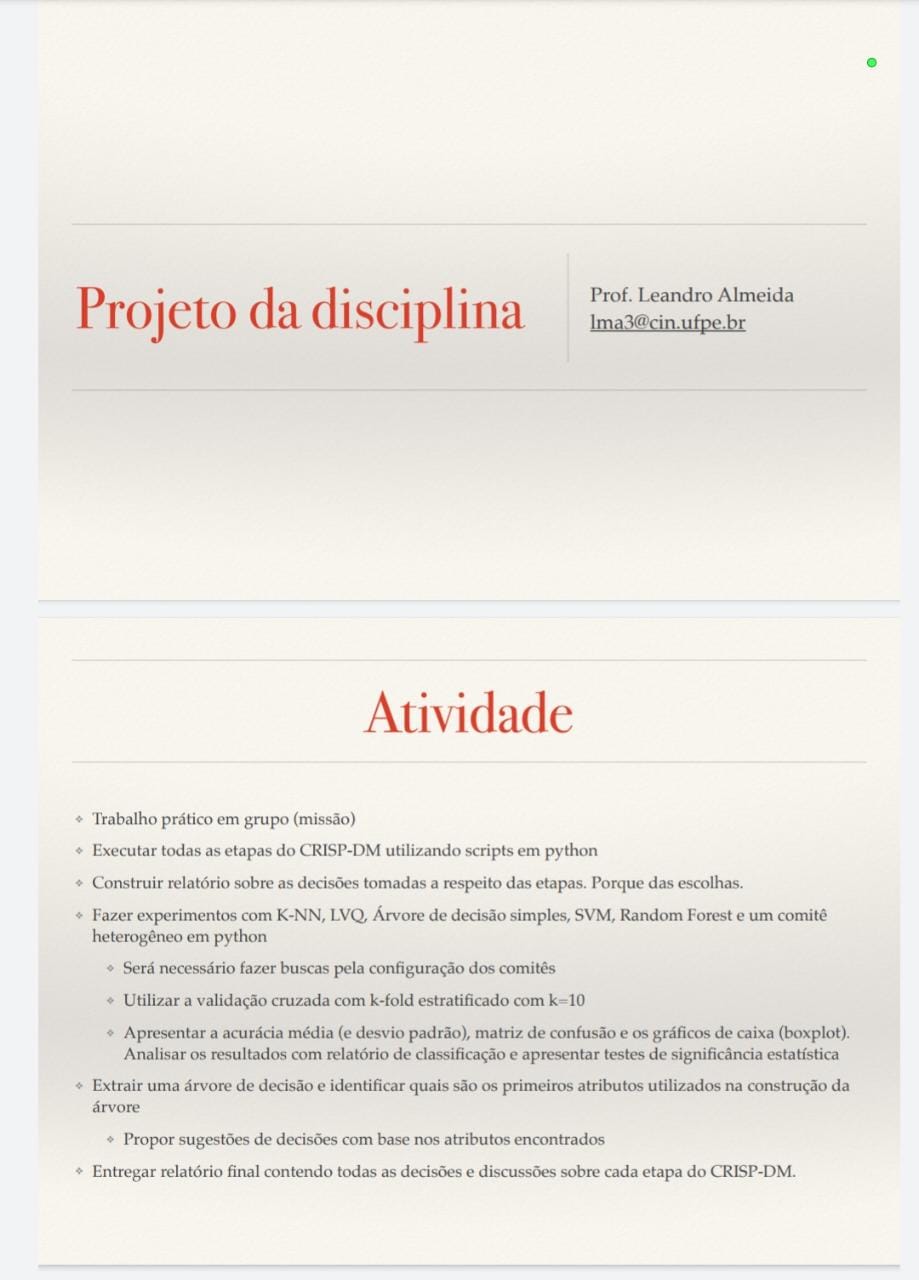 Projeto da disciplina
Prof. Leandro Almeida
lma3@cin.ufpe.br
Atividade
Trabalho prático em grupo (missão)
Executar todas as etapas do CRISP-DM utilizando scripts em python
Construir relatório sobre as decisões tomadas a respeito das etapas. Porque das escolhas.
Fazer experimentos com K-NN, LVQ, Árvore de decisão simples, SVM, Random Forest e um comitê
heterogêneo em python
Será necessário fazer buscas pela configuração dos comitês
Utilizar a validação cruzada com k-fold estratificado com k=10
Apresentar a acurácia média (e desvio padrão), matriz de confusão e os gráficos de caixa (boxplot).
Analisar os resultados com relatório de classificação e apresentar testes de significância estatística
Extrair uma árvore de decisão e identificar quais são os primeiros atributos utilizados na construção da
árvore
Propor sugestões de decisões com base nos atributos encontrados
Entregar relatório final contendo todas as decisões e discussões sobre cada etapa do CRISP-DM.